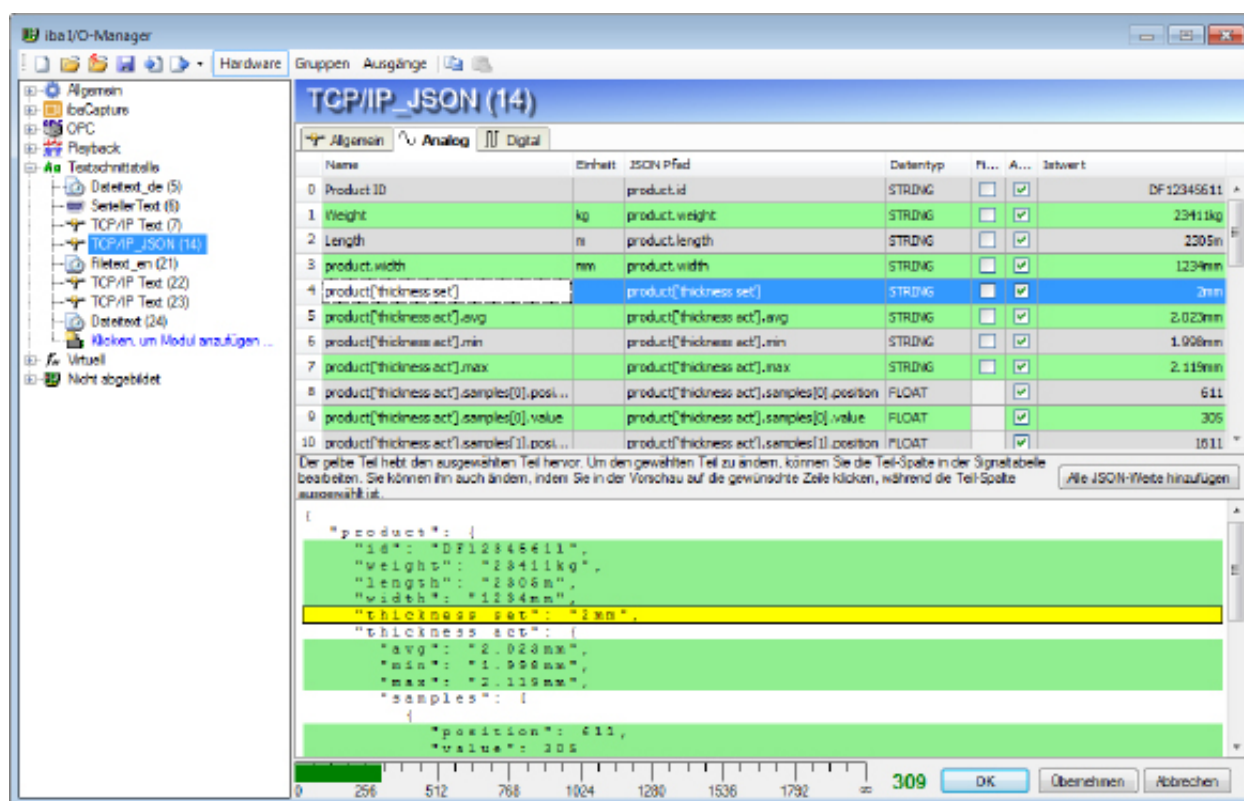 iba I/O-Manager
Hardware Gruppen Ausgänge
Allgemein
ibaCapture
OPC
Playback
Textschnittstelle
Dateitext_de (5)
Serieller Text (6)
TCP/IP Text (7)
TCP/IP_JSON (14)
Filetext_en (21)
TCP/IP Text (22)
TCP/IP Text (23)
Dateitext (24)
Klicken, um Modul anzufügen ...
Virtuell
Nicht abgebildet
TCP/IP_JSON (14)
Allgemein Analog Digital
Name Einheit JSON Pfad Datentyp Fi... A... Istwert
0 Product ID product.id STRING DF12345611
1 Weight kg product.weight STRING 23411kg
2 Length m product.length STRING 2305m
3 product.width mm product.width STRING 1234mm
4 product['thickness set'] product['thickness set'] STRING 2mm
5 product['thickness act'].avg product['thickness act'].avg STRING 2.023mm
6 product['thickness act'].min product['thickness act'].min STRING 1.998mm
7 product['thickness act'].max product['thickness act'].max STRING 2.119mm
8 product['thickness act'].samples[0].posi... product['thickness act'].samples[0].position FLOAT 611
9 product['thickness act'].samples[0].value product['thickness act'].samples[0].value FLOAT 305
10 product['thickness act'].samples[1].posi... product['thickness act'].samples[1].position FLOAT 1611
Der gelbe Teil hebt den ausgewählten Teil hervor. Um den gewählten Teil zu ändern, können Sie die Teil-Spalte in der Signaltabelle
bearbeiten. Sie können ihn auch ändern, indem Sie in der Vorschau auf die gewünschte Zeile klicken, während die Teil-Spalte
ausgewählt ist.
Alle JSON-Werte hinzufügen
{
"product": {
"id": "DF12345611",
"weight": "23411kg",
"length": "2305m",
"width": "1234mm",
"thickness set": "2mm",
"thickness act": {
"avg": "2.023mm",
"min": "1.998mm",
"max": "2.119mm",
"samples": [
{
"position": 611,
"value": 305
0 256 512 768 1024 1280 1536 1792 ∞ 309 OK Übernehmen Abbrechen